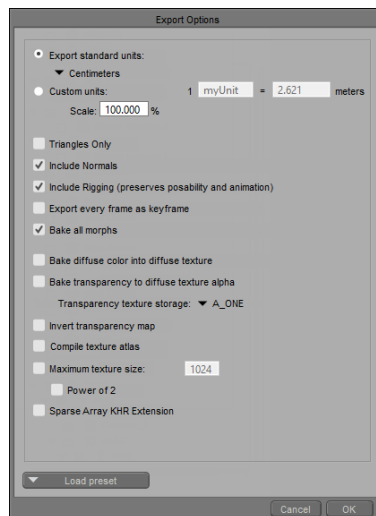 Export Options
Export standard units:
Centimeters
Custom units: 1 myUnit = 2.621 meters
Scale: 100.000 %
Triangles Only
Include Normals
Include Rigging (preserves posability and animation)
Export every frame as keyframe
Bake all morphs
Bake diffuse color into diffuse texture
Bake transparency to diffuse texture alpha
Transparency texture storage: A_ONE
Invert transparency map
Compile texture atlas
Maximum texture size: 1024
Power of 2
Sparse Array KHR Extension
Load preset
Cancel OK